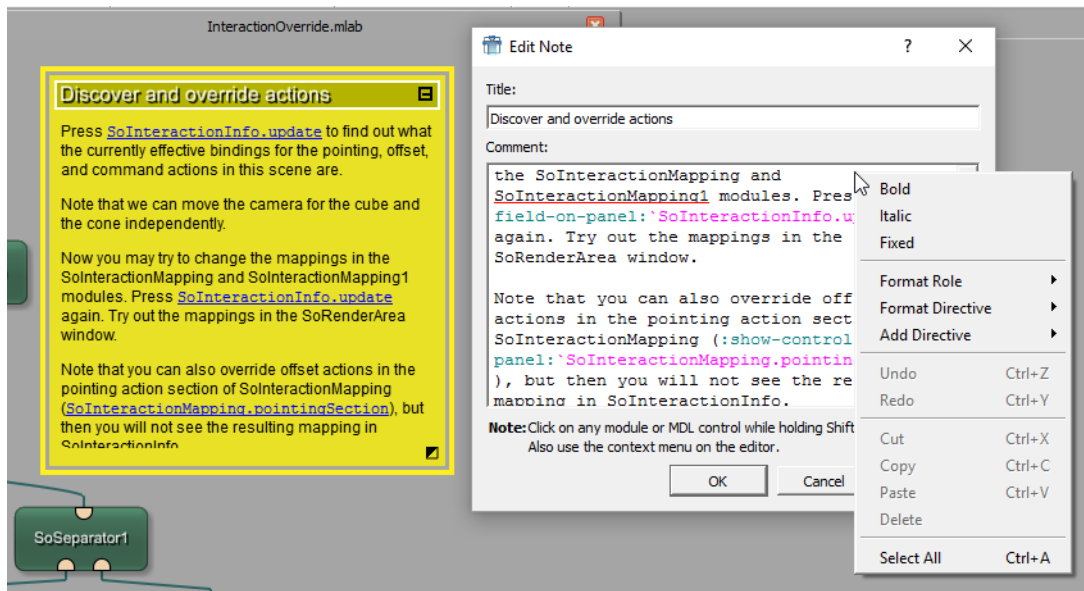 InteractionOverride.mlab
Discover and override actions
Press SoInteractionInfo.update to find out what
the currently effective bindings for the pointing, offset,
and command actions in this scene are.
Note that we can move the camera for the cube and
the cone independently.
Now you may try to change the mappings in the
SoInteractionMapping and SoInteractionMapping1
modules. Press SoInteractionInfo.update
again. Try out the mappings in the SoRenderArea
window.
Note that you can also override offset actions in the
pointing action section of SoInteractionMapping
(SoInteractionMapping.pointingSection), but
then you will not see the resulting mapping in
SoInteractionInfo
SoSeparator1
Edit Note
?
Title:
Discover and override actions
Comment:
the SoInteractionMapping and
SoInteractionMapping1 modules. Pres
field-on-panel:`SoInteractionInfo.u
again. Try out the mappings in the
SoRenderArea window.
Note that you can also override off
actions in the pointing action sect
SoInteractionMapping (:show-control
panel:`SoInteractionMapping.pointin
), but then you will not see the re
mapping in SoInteractionInfo.
Note: Click on any module or MDL control while holding Shift
Also use the context menu on the editor.
OK
Cancel
Bold
Italic
Fixed
Format Role
Format Directive
Add Directive
Undo Ctrl+Z
Redo Ctrl+Y
Cut Ctrl+X
Copy Ctrl+C
Paste Ctrl+V
Delete
Select All Ctrl+A